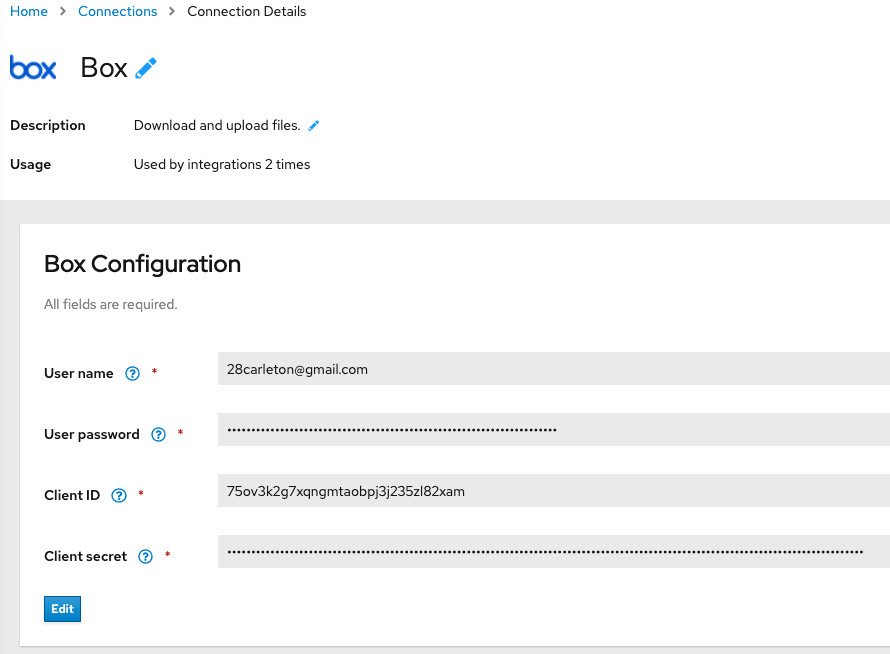 Home > Connections > Connection Details
box Box
Description Download and upload files.
Usage Used by integrations 2 times
Box Configuration
All fields are required.
User name ? * 28carleton@gmail.com
User password ? * ••••••••••••••••••••••••••••••••••••••••••••••••••••••••••••••••••••
Client ID ? * 75ov3k2g7xqngmtaobpj3j235zl82xam
Client secret ? * ••••••••••••••••••••••••••••••••••••••••••••••••••••••••••••••••••••••••••••••••••••••••••••••••••••••••••••••••••••••••••••••••••••
Edit